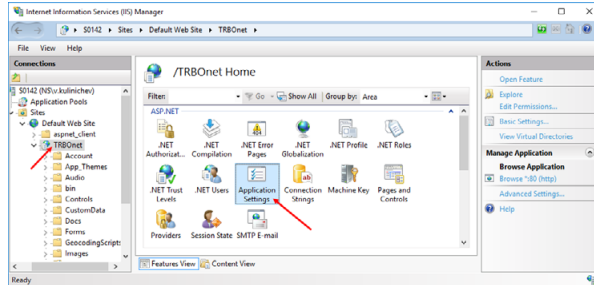 Internet Information Services (IIS) Manager
S0142 ▸ Sites ▸ Default Web Site ▸ TRBOnet ▸
File View Help
Connections
S0142 (NS\v.kulinichev)
Application Pools
Sites
Default Web Site
aspnet_client
TRBOnet
Account
App_Themes
Audio
bin
Controls
CustomData
Docs
Forms
GeocodingScripts
Images
/TRBOnet Home
Filter: Go Show All Group by: Area
ASP.NET
.NET Authorizat...
.NET Compilation
.NET Error Pages
.NET Globalization
.NET Profile
.NET Roles
.NET Trust Levels
.NET Users
Application Settings
Connection Strings
Machine Key
Pages and Controls
Providers
Session State
SMTP E-mail
Features View Content View
Actions
Open Feature
Explore
Edit Permissions...
Basic Settings...
View Virtual Directories
Manage Application
Browse Application
Browse *:80 (http)
Advanced Settings...
Help
Ready